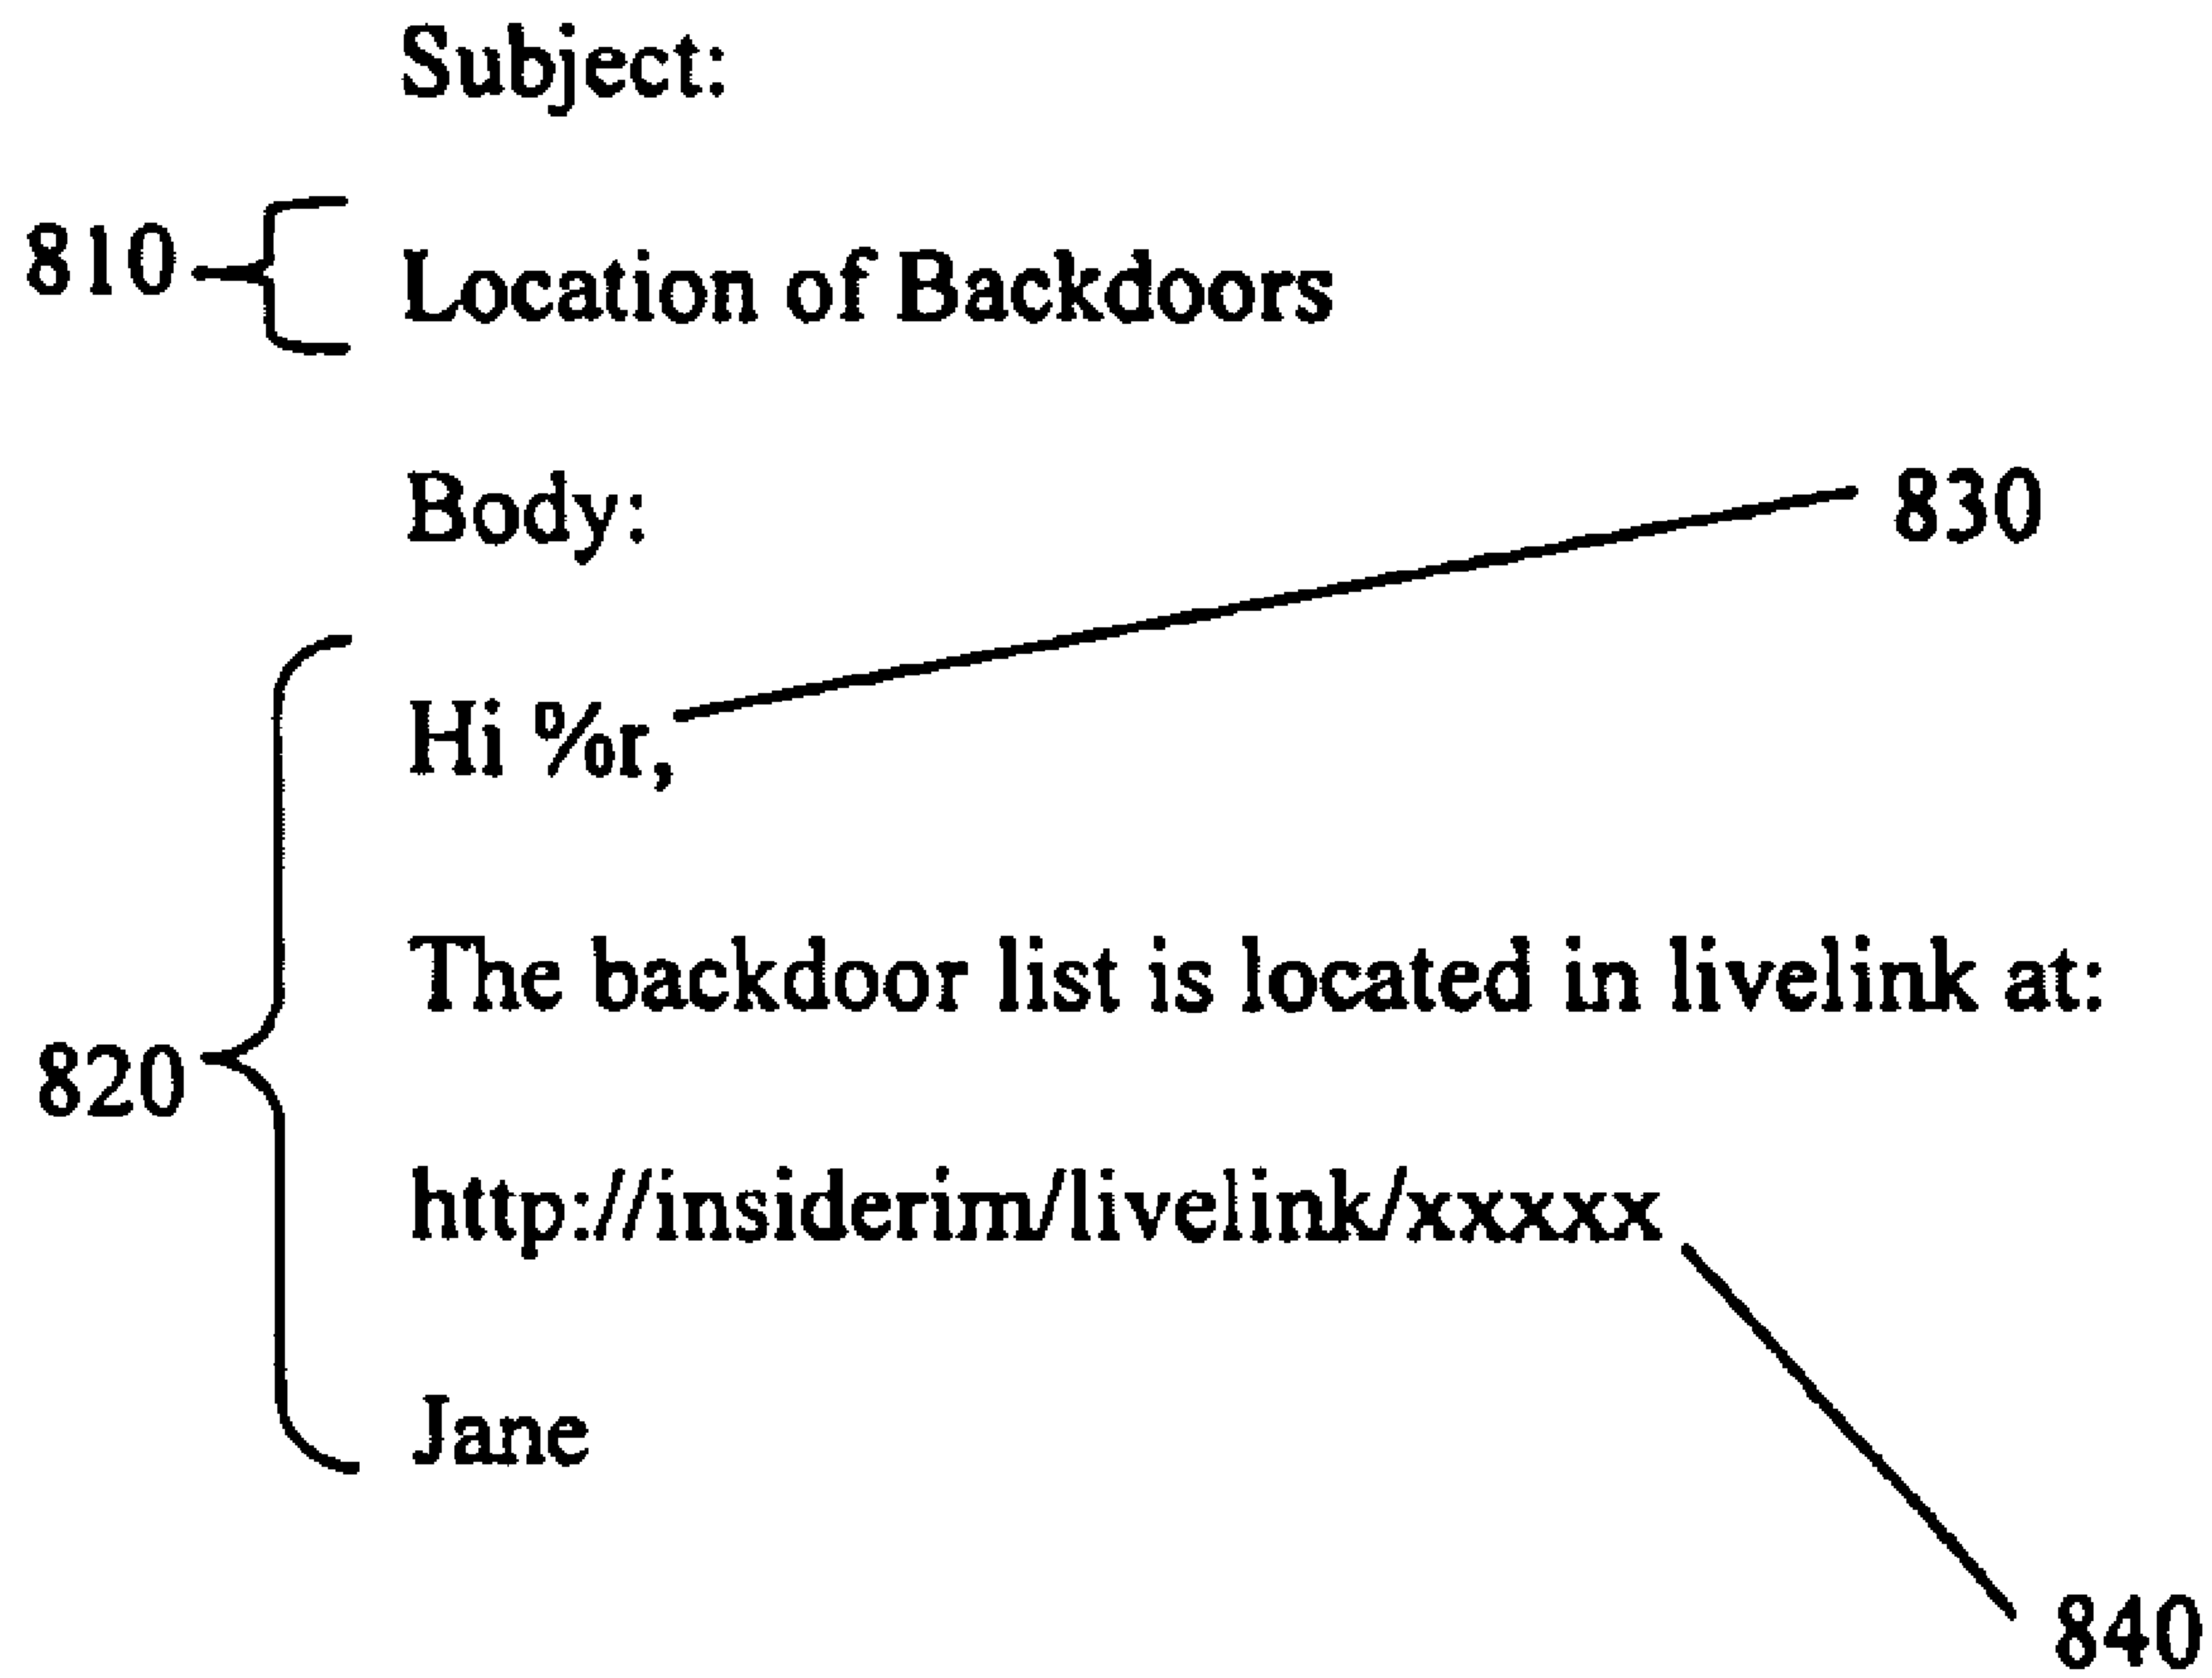 Subject:
810
Location of Backdoors
Body:
830
Hi %r,
The backdoor list is located in livelink at:
820
http://insiderim/livelink/xxxxx
Jane
840